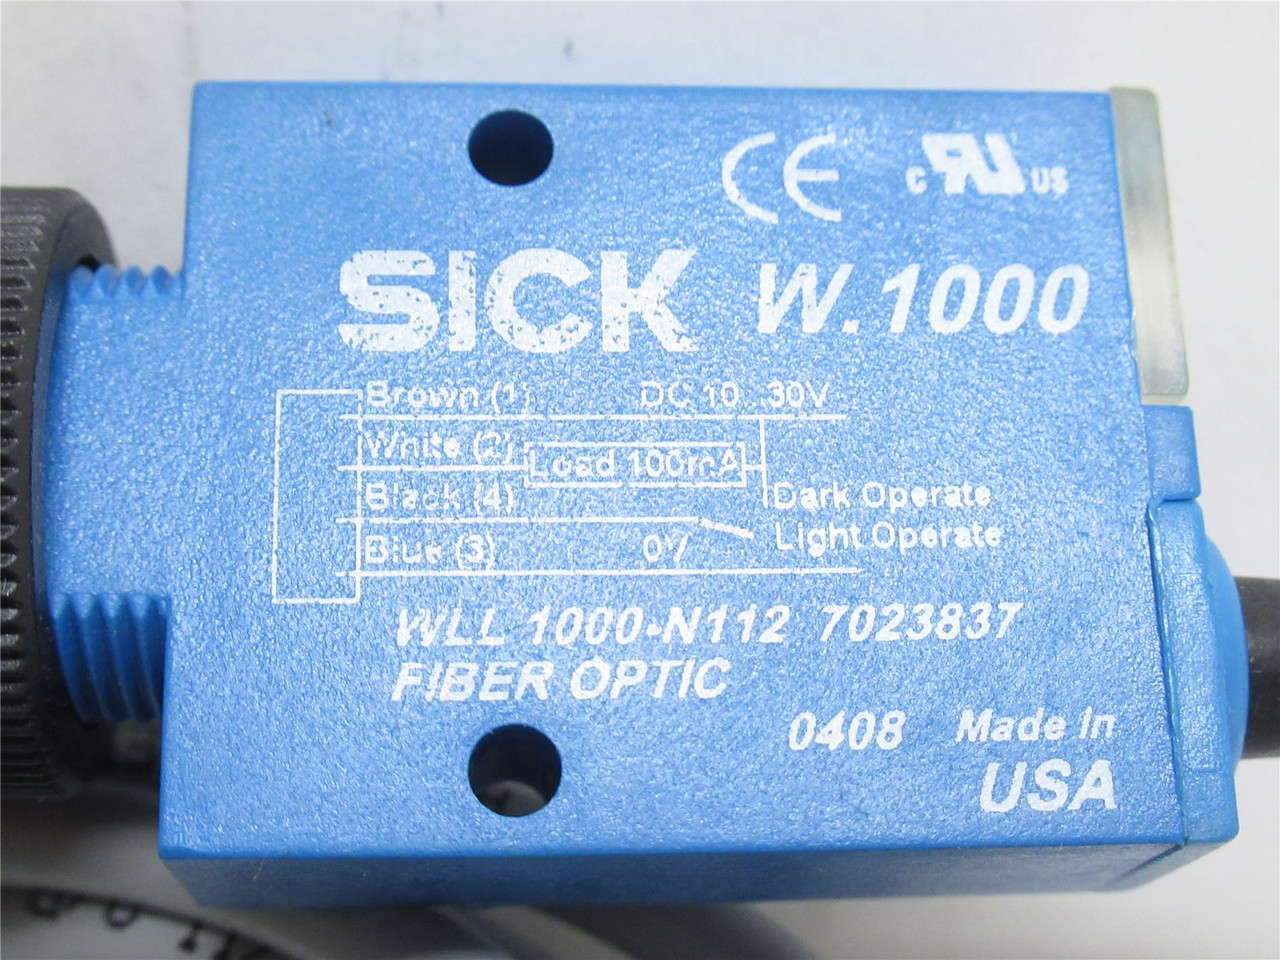 CE
c RU US
SICK W.1000
Brown (1) DC 10...30V
White (2) Load 100mA
Black (4) Dark Operate
Light Operate
Blue (3) 0V
WLL 1000-N112 7023837
FIBER OPTIC
0408 Made In
USA